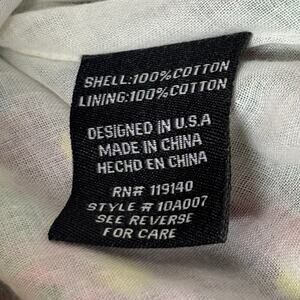 SHELL:100%COTTON
LINING:100%COTTON
DESIGNED IN U.S.A
MADE IN CHINA
HECHO EN CHINA
RN# 119140
STYLE # 1DA007
SEE REVERSE
FOR CARE